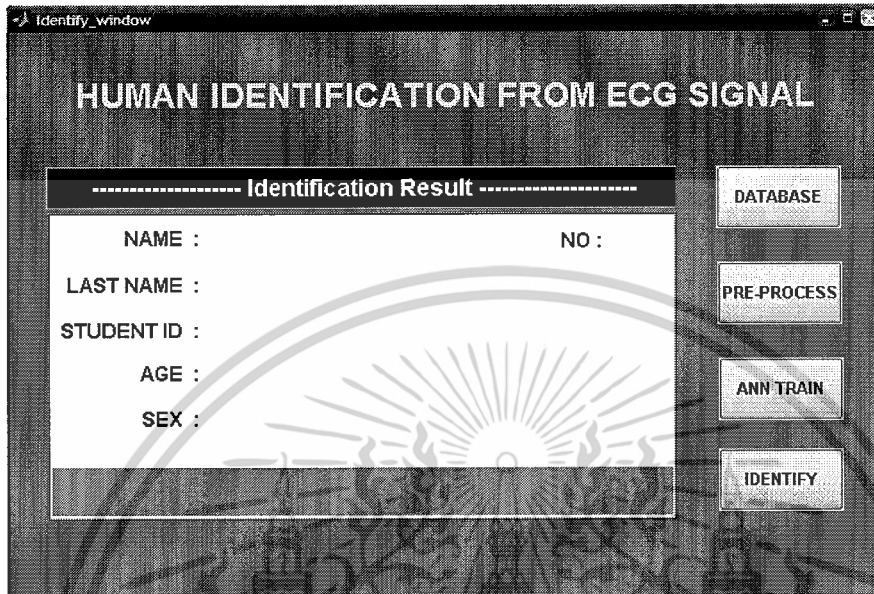 Identify_window
HUMAN IDENTIFICATION FROM ECG SIGNAL
-------------------- Identification Result ---------------------
NAME :
NO :
LAST NAME :
STUDENT ID :
AGE :
SEX :
DATABASE
PRE-PROCESS
ANN TRAIN
IDENTIFY